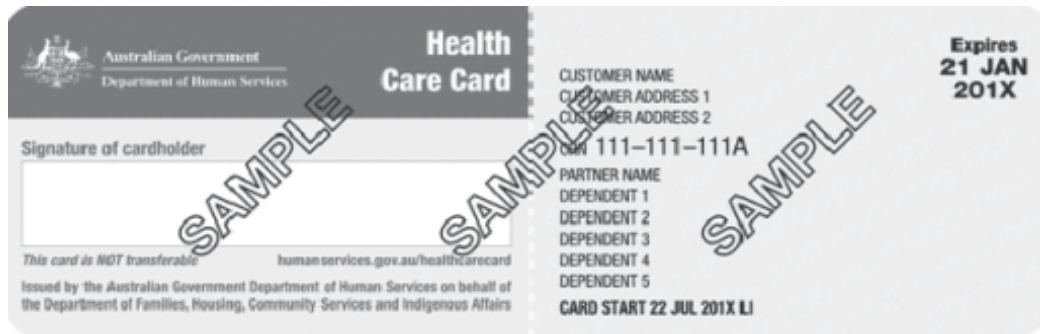 Australian Government
Department of Human Services
Health
Care Card
Signature of cardholder
This card is NOT transferable
humanservices.gov.au/healthcarecard
Issued by the Australian Government Department of Human Services on behalf of
the Department of Families, Housing, Community Services and Indigenous Affairs
SAMPLE
SAMPLE
SAMPLE
Expires
21 JAN
201X
CUSTOMER NAME
CUSTOMER ADDRESS 1
CUSTOMER ADDRESS 2
CRN 111–111–111A
PARTNER NAME
DEPENDENT 1
DEPENDENT 2
DEPENDENT 3
DEPENDENT 4
DEPENDENT 5
CARD START 22 JUL 201X LI